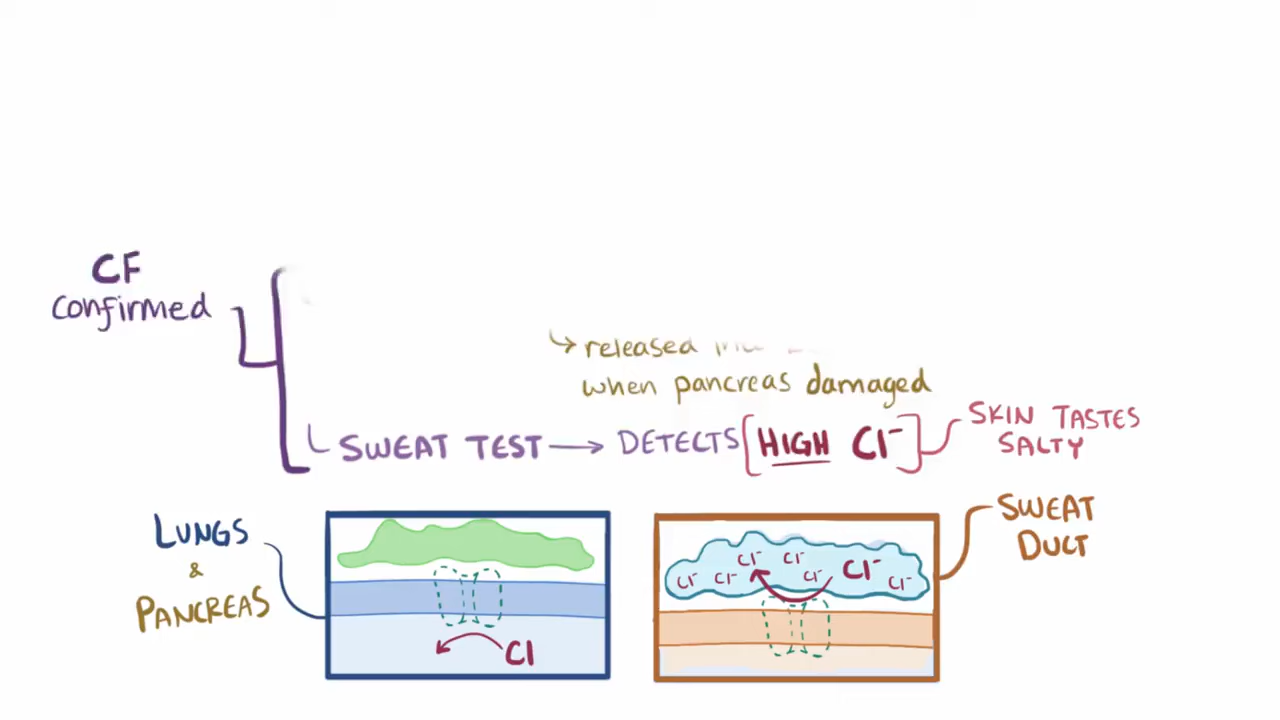 CF
Confirmed
↳ released
when pancreas damaged
SWEAT TEST → DETECTS [HIGH Cl⁻]
SKIN TASTES
SALTY
LUNGS
&
PANCREAS
Cl
Cl⁻ Cl⁻ Cl⁻
Cl⁻ Cl⁻ Cl⁻ Cl⁻
SWEAT
DUCT